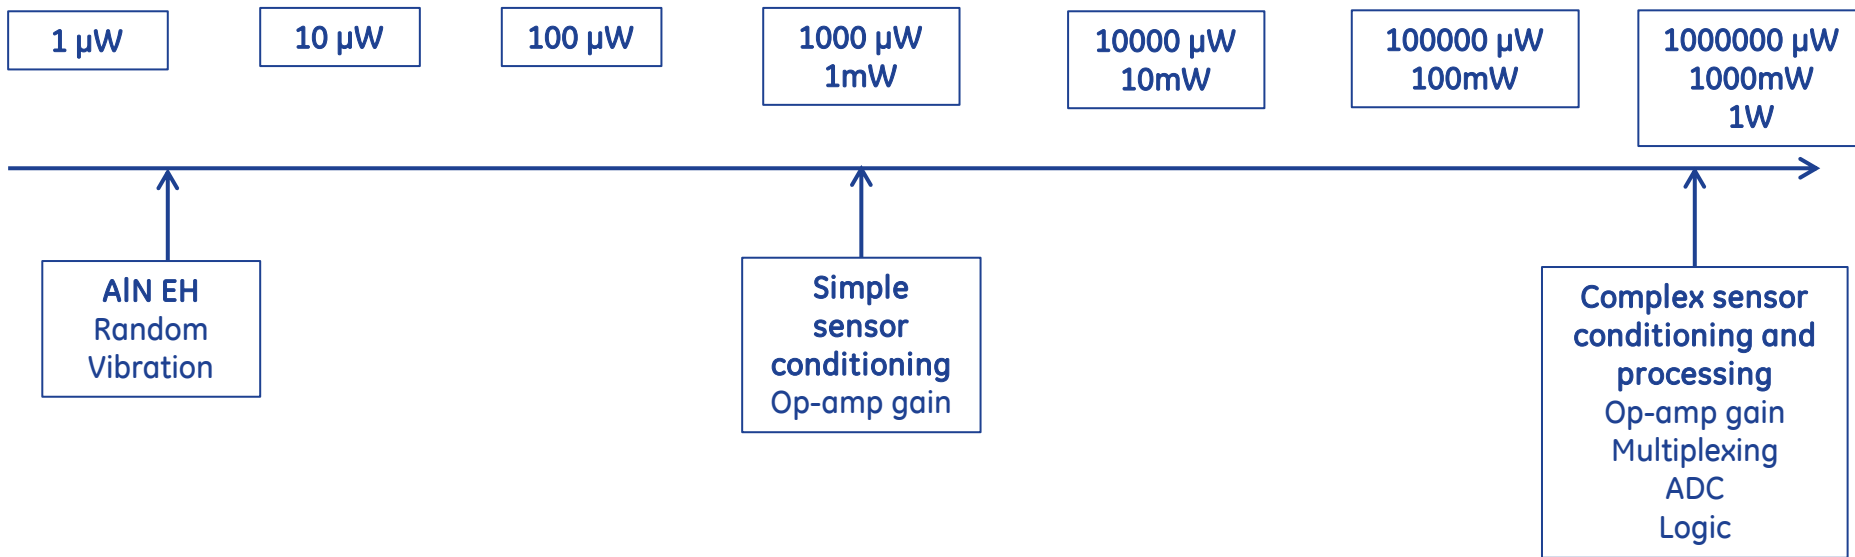 1 µW
10 µW
100 µW
1000 µW
1mW
10000 µW
10mW
100000 µW
100mW
1000000 µW
1000mW
1W
AlN EH
Random
Vibration
Simple
sensor
conditioning
Op-amp gain
Complex sensor
conditioning and
processing
Op-amp gain
Multiplexing
ADC
Logic